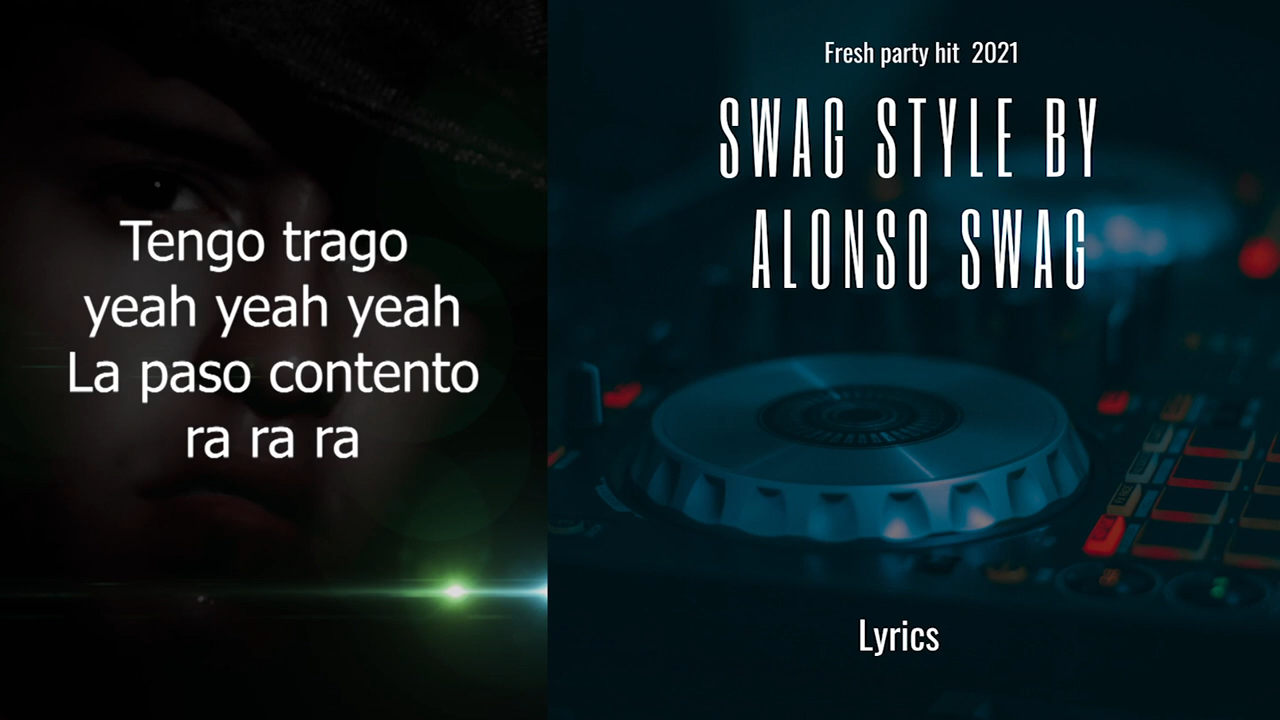 Tengo trago
yeah yeah yeah
La paso contento
ra ra ra
Fresh party hit 2021
SWAG STYLE BY
ALONSO SWAG
Lyrics